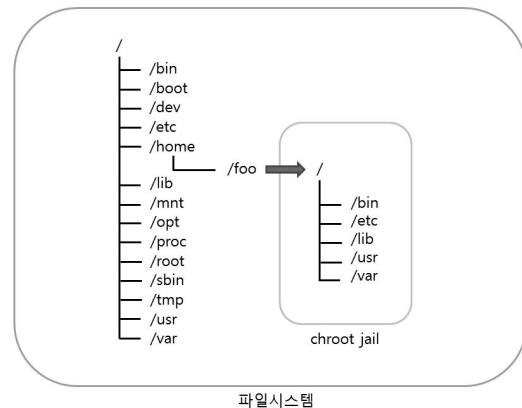 /
/bin
/boot
/dev
/etc
/home
/foo
/lib
/mnt
/opt
/proc
/root
/sbin
/tmp
/usr
/var
/
/bin
/etc
/lib
/usr
/var
chroot jail
파일시스템